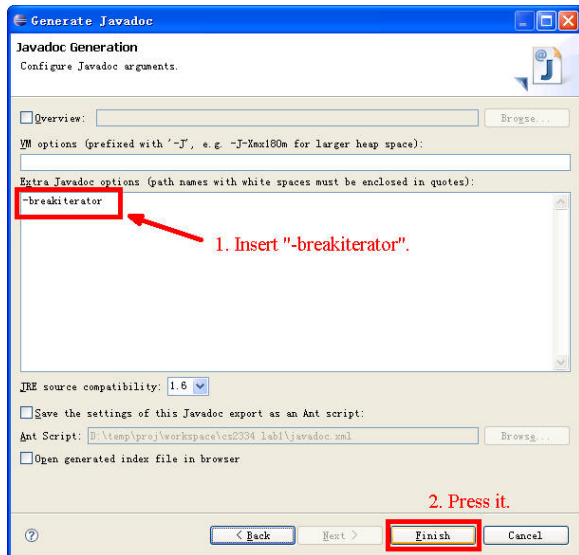 Generate Javadoc
Javadoc Generation
Configure Javadoc arguments.
Overview:
Browse...
VM options (prefixed with '-J', e.g. -J-Xmx180m for larger heap space):
Extra Javadoc options (path names with white spaces must be enclosed in quotes):
-breakiterator
1. Insert "-breakiterator".
JRE source compatibility: 1.6
Save the settings of this Javadoc export as an Ant script:
Ant Script: D:\temp\proj\workspace\cs2334 lab1\javadoc.xml Browse...
Open generated index file in browser
2. Press it.
? < Back Next > Finish Cancel